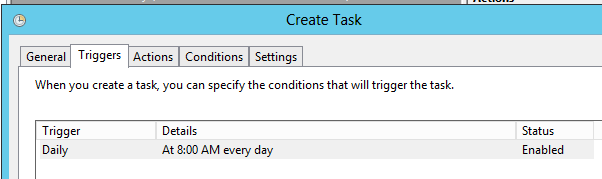 Create Task
General Triggers Actions Conditions Settings
When you create a task, you can specify the conditions that will trigger the task.
Trigger Details Status
Daily At 8:00 AM every day Enabled